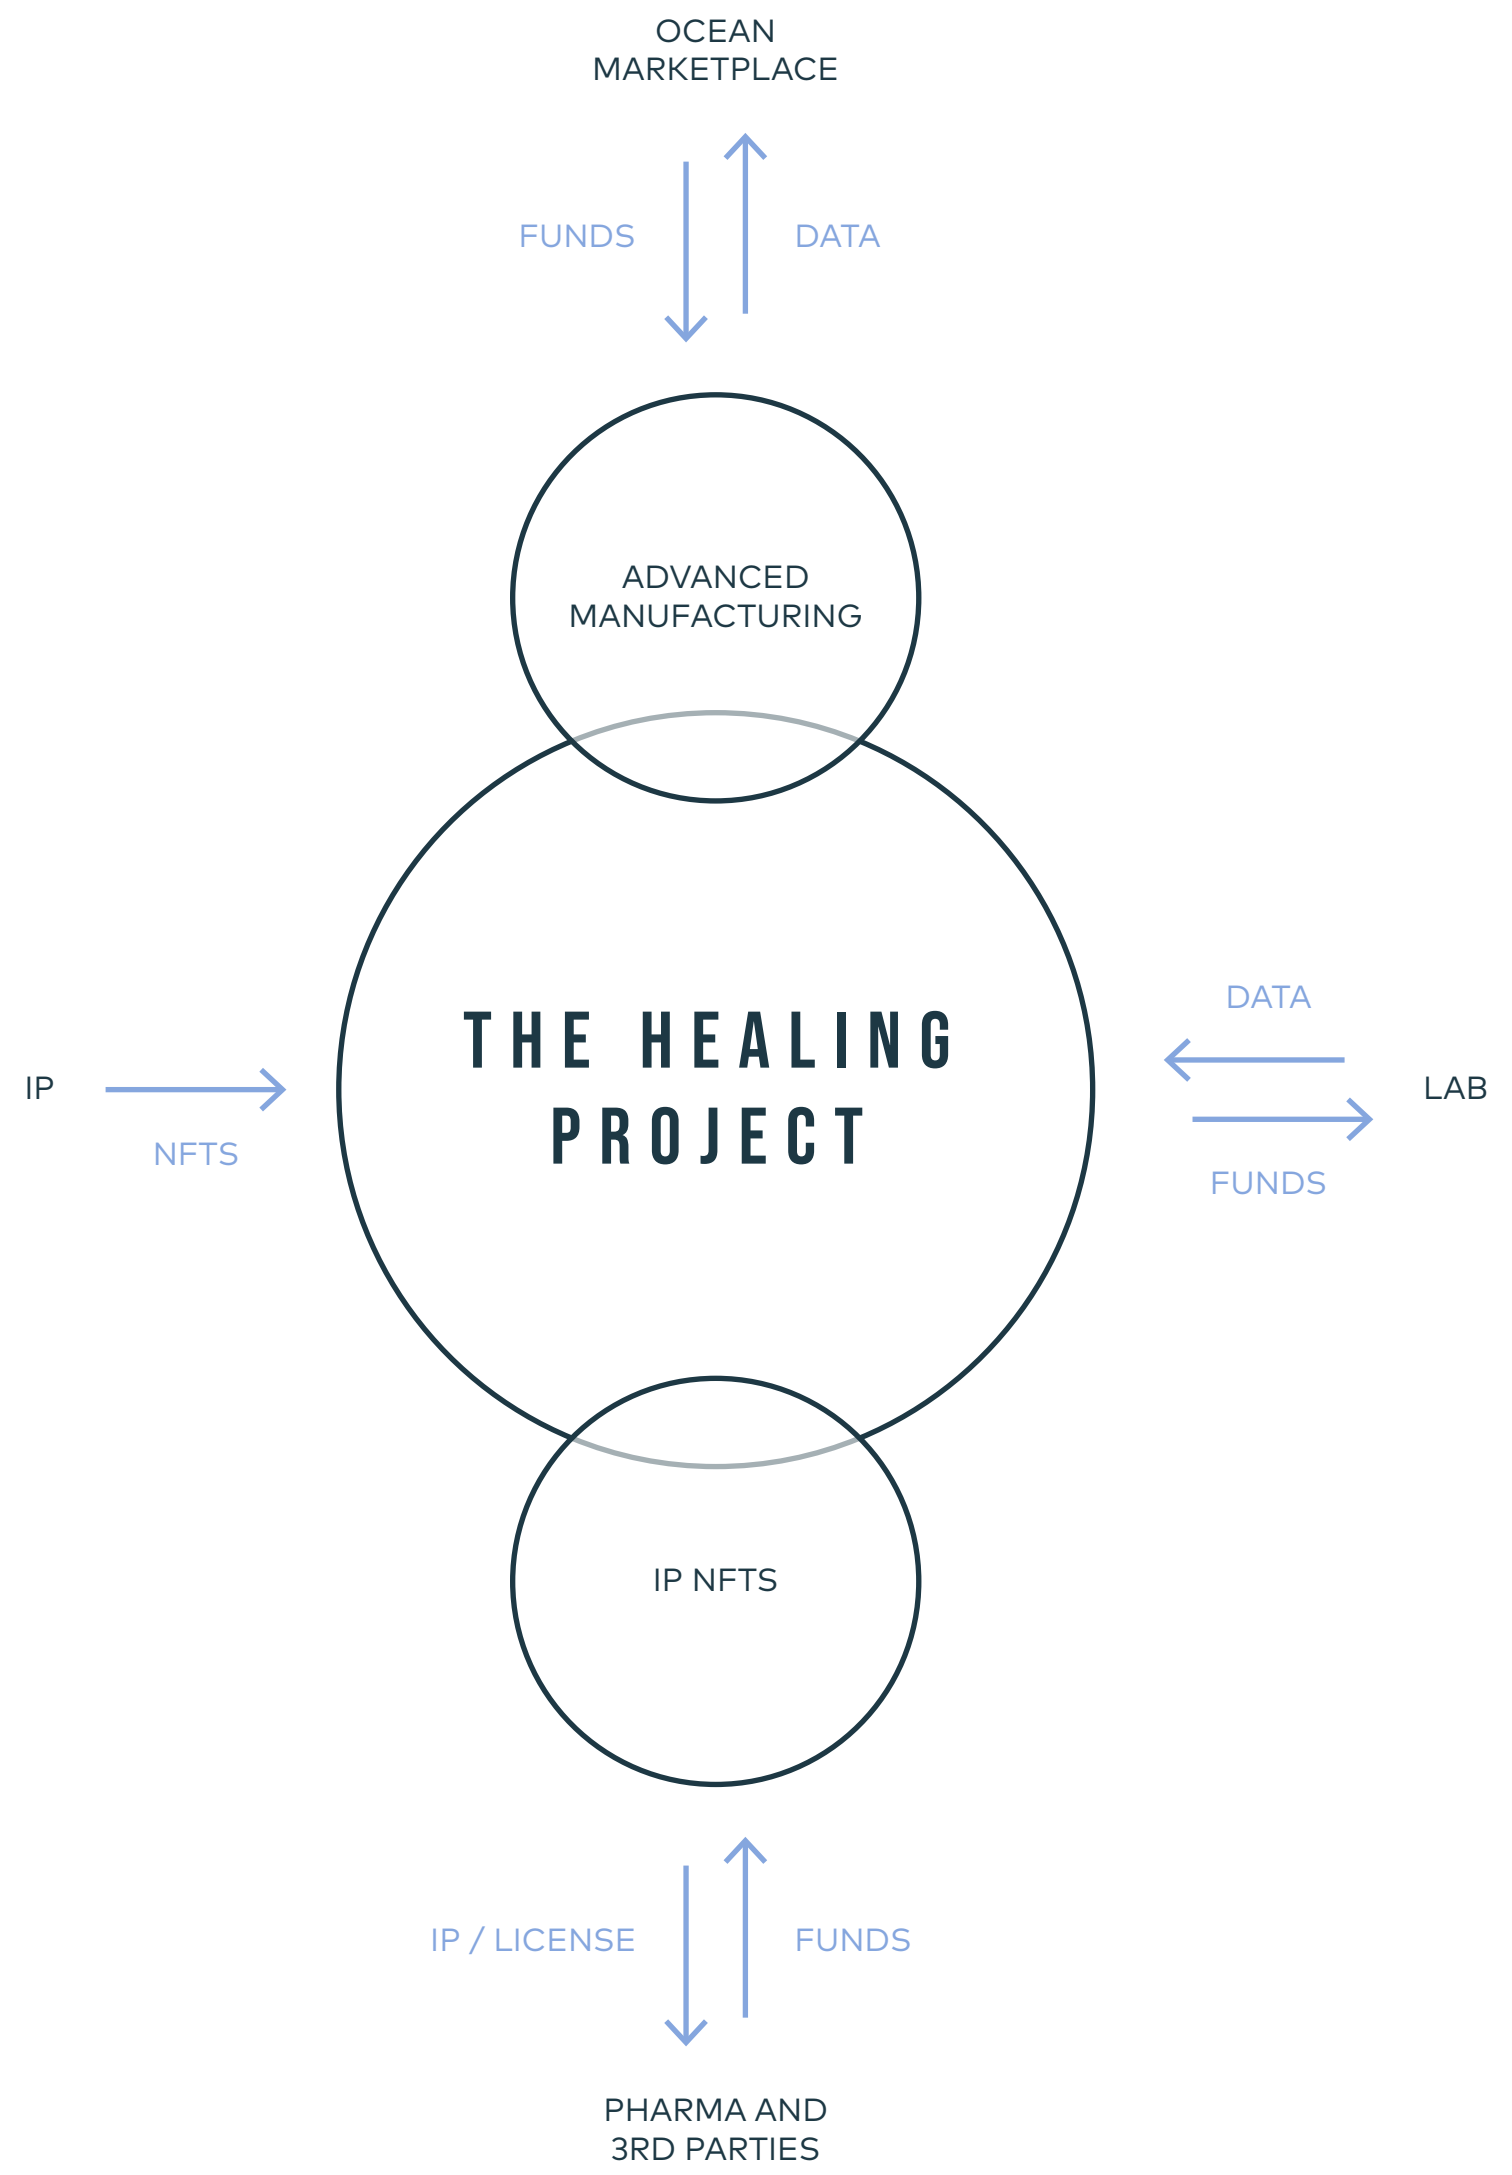 OCEAN
MARKETPLACE
FUNDS
DATA
ADVANCED
MANUFACTURING
THE HEALING
PROJECT
IP
NFTS
DATA
LAB
FUNDS
IP NFTS
IP / LICENSE
FUNDS
PHARMA AND
3RD PARTIES